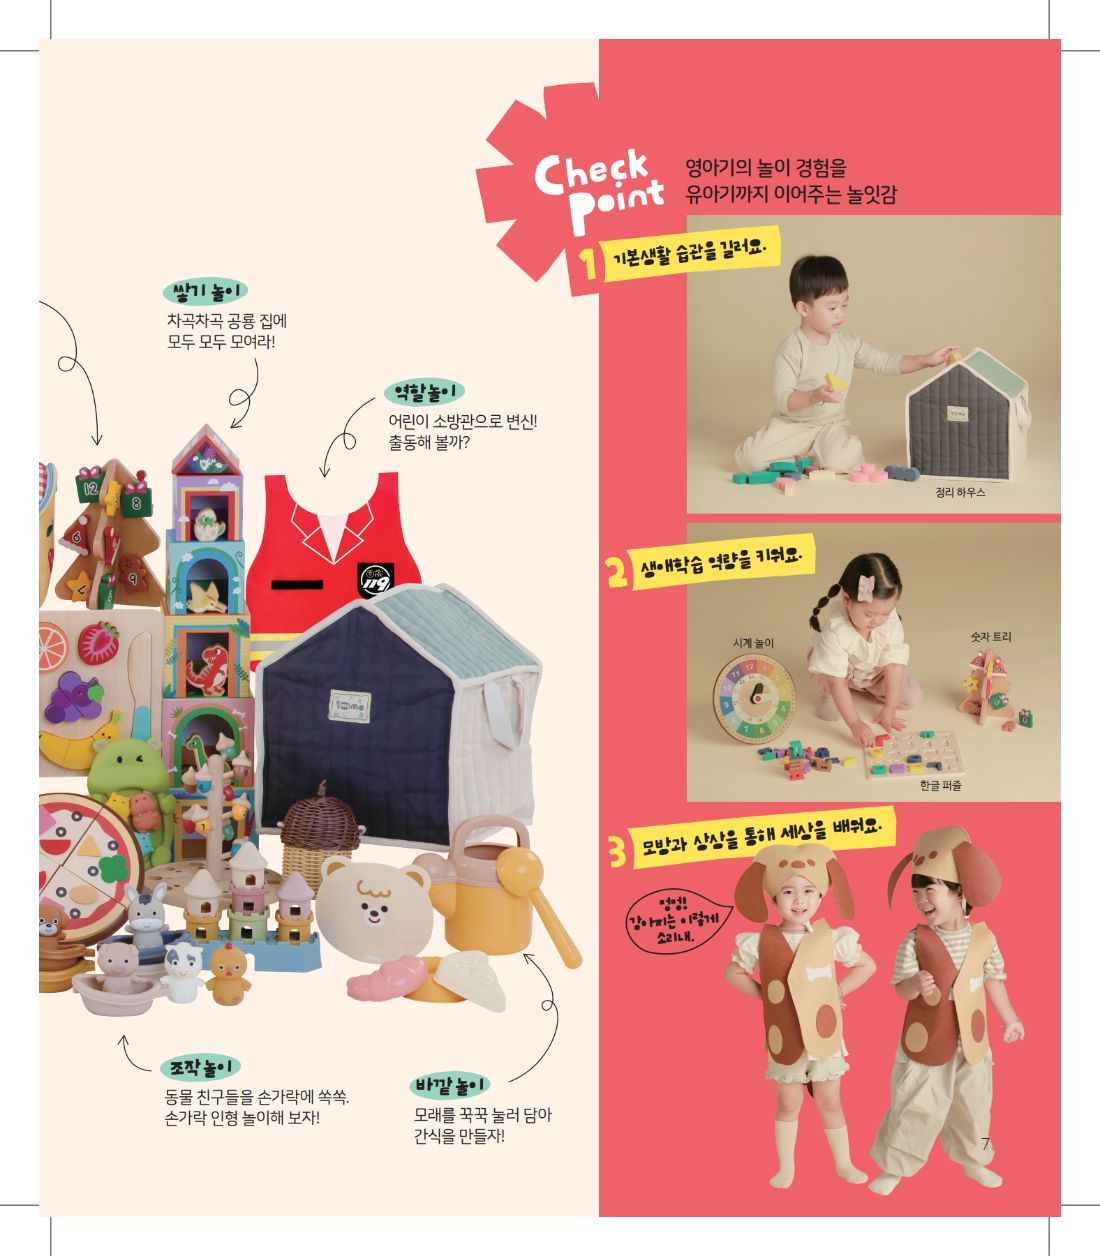 Check
Point
영아기의 놀이 경험을
유아기까지 이어주는 놀잇감
1 기본생활 습관을 길러요.
정리 하우스
2 생애학습 역량을 키워요.
시계 놀이
숫자 트리
한글 퍼즐
3 모방과 상상을 통해 세상을 배워요.
멍멍!
강아지는 이렇게
소리내.
쌓기 놀이
차곡차곡 공룡 집에
모두 모두 모여라!
역할놀이
어린이 소방관으로 변신!
출동해 볼까?
119
12
8
6
9
조작 놀이
동물 친구들을 손가락에 쏙쏙.
손가락 인형 놀이해 보자!
바깥 놀이
모래를 꾹꾹 눌러 담아
간식을 만들자!
7